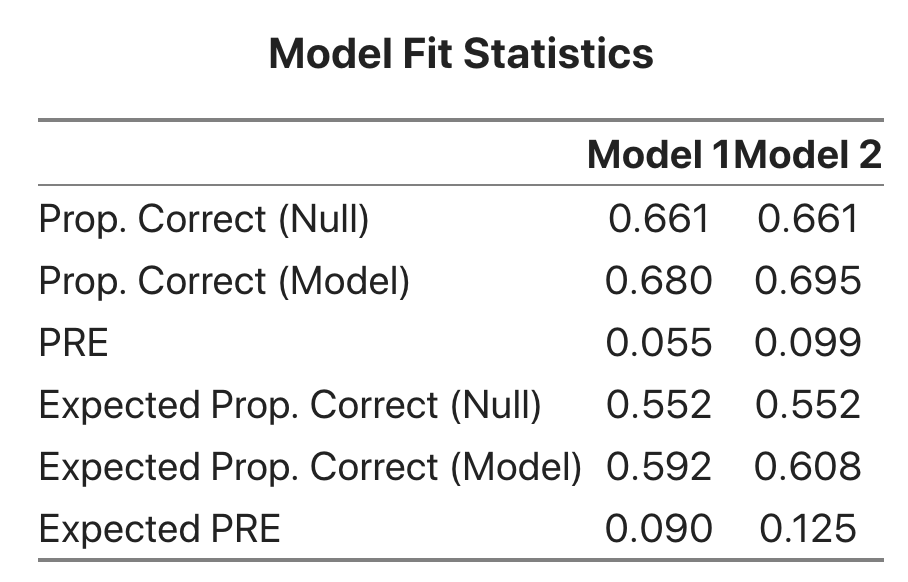 Model Fit Statistics
Model 1 Model 2
Prop. Correct (Null) 0.661 0.661
Prop. Correct (Model) 0.680 0.695
PRE 0.055 0.099
Expected Prop. Correct (Null) 0.552 0.552
Expected Prop. Correct (Model) 0.592 0.608
Expected PRE 0.090 0.125